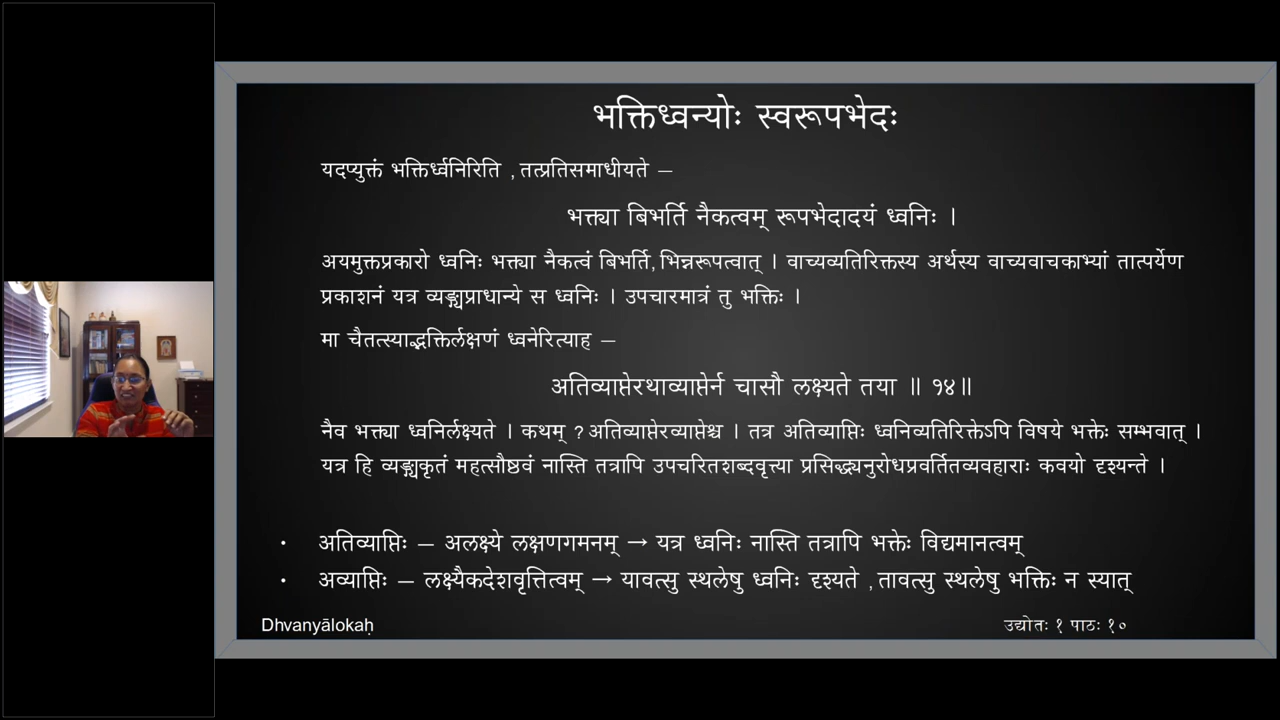 भक्तिध्वन्योः स्वरूपभेदः
यदप्युक्तं भक्तिर्ध्वनिरिति , तत्प्रतिसमाधीयते –
भक्त्या बिभर्ति नैकत्वम् रूपभेदादयं ध्वनिः ।
अयमुक्तप्रकारो ध्वनिः भक्त्या नैकत्वं बिभर्ति, भिन्नरूपत्वात् । वाच्यव्यतिरिक्तस्य अर्थस्य वाच्यवाचकाभ्यां तात्पर्येण
प्रकाशनं यत्र व्यङ्ग्यप्राधान्ये स ध्वनिः । उपचारमात्रं तु भक्तिः ।
मा चैतत्स्याद्भक्तिर्लक्षणं ध्वनेरित्याह –
अतिव्याप्तेरथाव्याप्तेर्न चासौ लक्ष्यते तया ॥ १४॥
नैव भक्त्या ध्वनिर्लक्ष्यते । कथम् ? अतिव्याप्तेरव्याप्तेश्च । तत्र अतिव्याप्तिः ध्वनिव्यतिरिक्तेऽपि विषये भक्तेः सम्भवात् ।
यत्र हि व्यङ्ग्यकृतं महत्सौष्ठवं नास्ति तत्रापि उपचरितशब्दवृत्त्या प्रसिद्ध्यनुरोधप्रवर्तितव्यवहाराः कवयो दृश्यन्ते ।
• अतिव्याप्तिः – अलक्ष्ये लक्षणगमनम् → यत्र ध्वनिः नास्ति तत्रापि भक्तेः विद्यमानत्वम्
• अव्याप्तिः – लक्ष्यैकदेशवृत्तित्वम् → यावत्सु स्थलेषु ध्वनिः दृश्यते , तावत्सु स्थलेषु भक्तिः न स्यात्
Dhvanyālokaḥ
उद्योतः १ पाठः १०